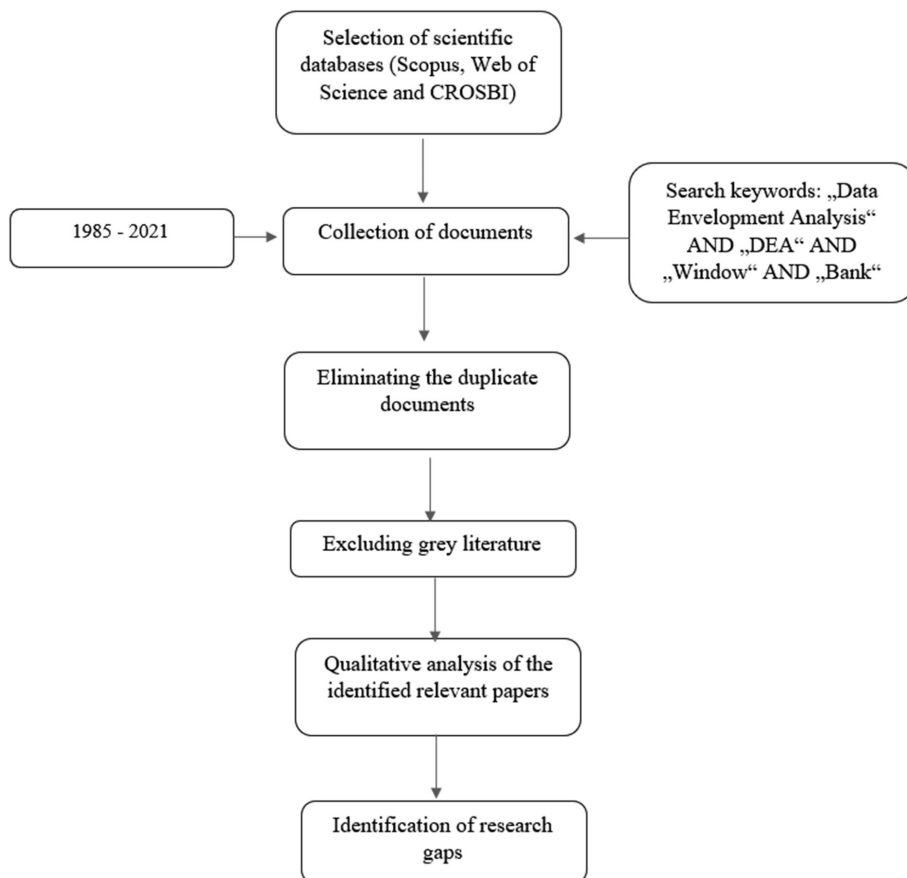 Selection of scientific
databases (Scopus, Web of
Science and CROSBI)
1985 - 2021
Collection of documents
Search keywords: „Data
Envelopment Analysis“
AND „DEA“ AND
„Window“ AND „Bank“
Eliminating the duplicate
documents
Excluding grey literature
Qualitative analysis of the
identified relevant papers
Identification of research
gaps